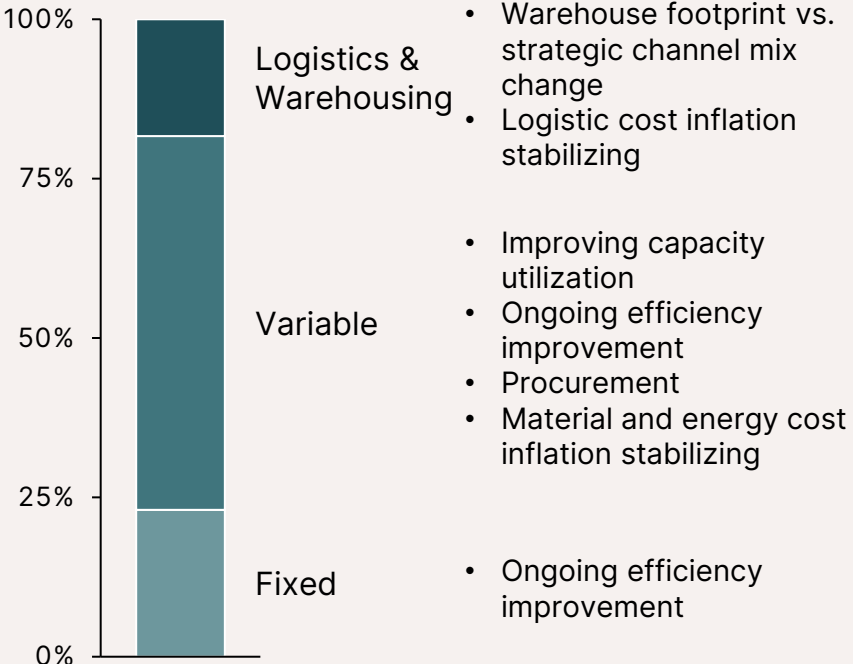 100%
75%
50%
25%
0%
Logistics &
Warehousing
Variable
Fixed
• Warehouse footprint vs.
strategic channel mix
change
• Logistic cost inflation
stabilizing
• Improving capacity
utilization
• Ongoing efficiency
improvement
• Procurement
• Material and energy cost
inflation stabilizing
• Ongoing efficiency
improvement